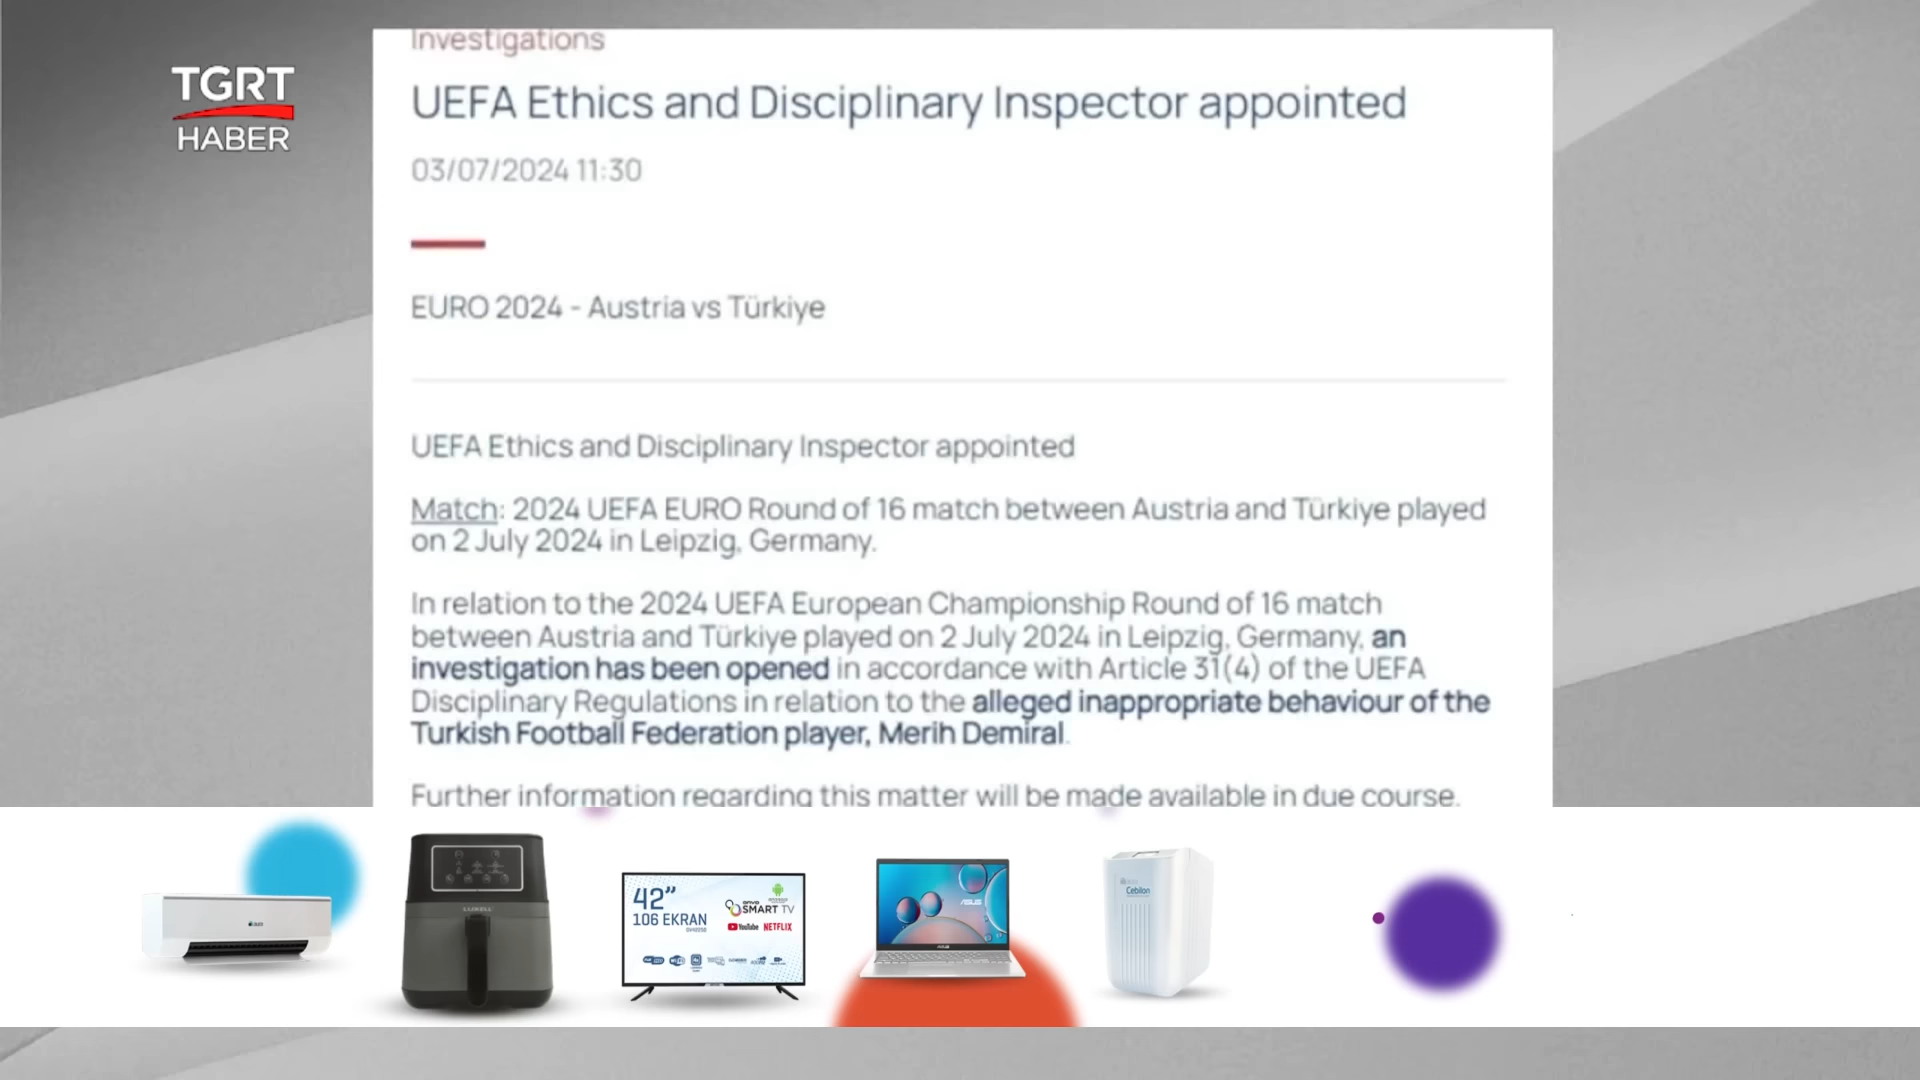 TGRT
HABER
Investigations
UEFA Ethics and Disciplinary Inspector appointed
03/07/2024 11:30
EURO 2024 - Austria vs Türkiye
UEFA Ethics and Disciplinary Inspector appointed
Match: 2024 UEFA EURO Round of 16 match between Austria and Türkiye played
on 2 July 2024 in Leipzig, Germany.
In relation to the 2024 UEFA European Championship Round of 16 match
between Austria and Türkiye played on 2 July 2024 in Leipzig, Germany, an
investigation has been opened in accordance with Article 31(4) of the UEFA
Disciplinary Regulations in relation to the alleged inappropriate behaviour of the
Turkish Football Federation player, Merih Demiral.
Further information regarding this matter will be made available in due course.
LUXELL
42”
106 EKRAN
onvo
SMART TV
YouTube NETFLIX
ASUS
Cebilon